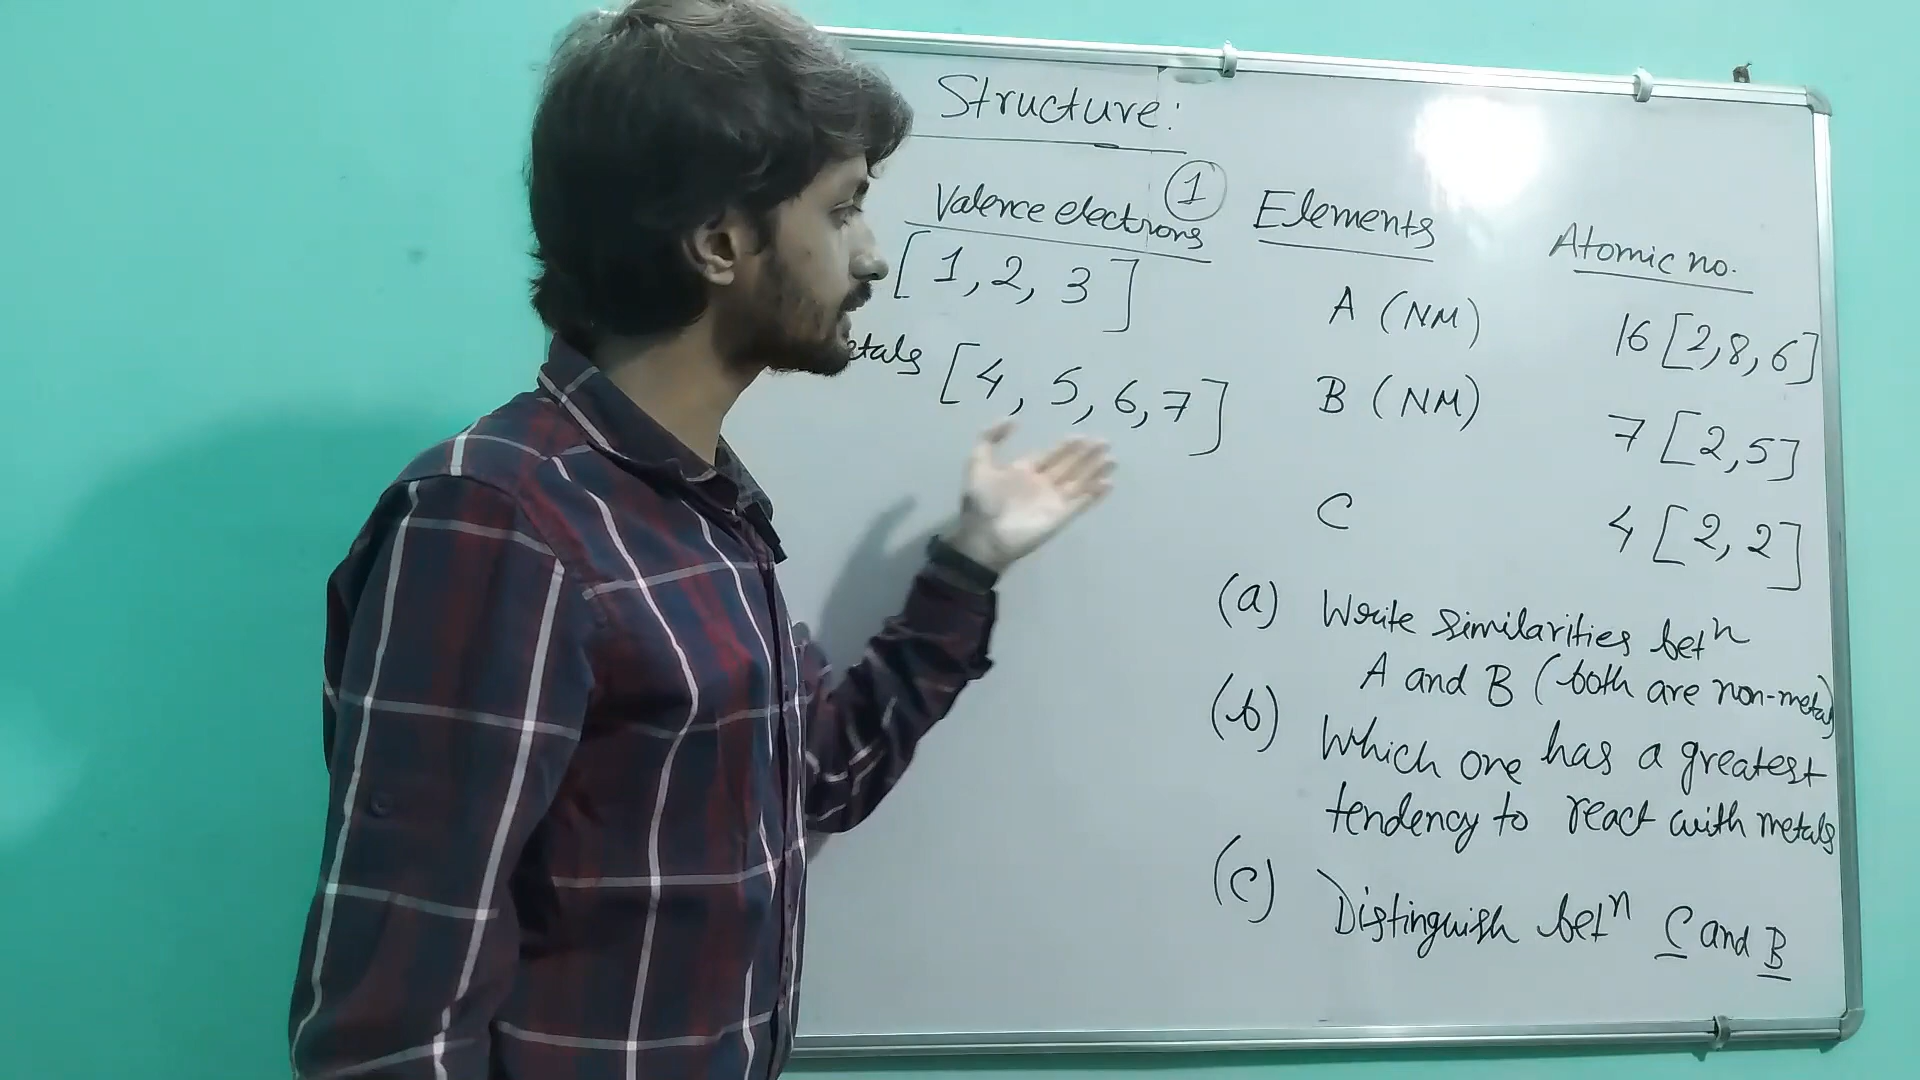 Structure:
Valence electrons
[1, 2, 3]
etals [4, 5, 6, 7]
1
Elements
Atomic no.
A (NM)
16 [2, 8, 6]
B (NM)
7 [2, 5]
C
4 [2, 2]
(a) Write similarities betn
A and B (both are non-metal)
(b) Which one has a greatest
tendency to react with metals
(c) Distinguish betn C and B